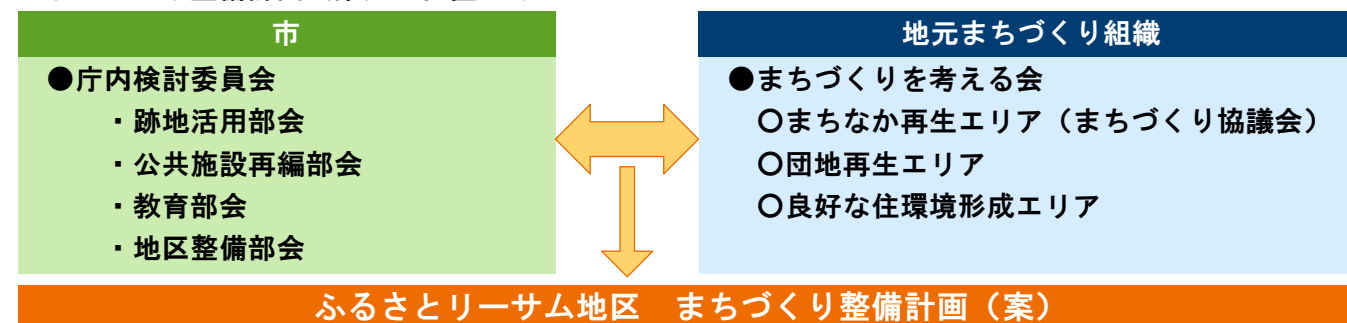 市
●庁内検討委員会
・跡地活用部会
・公共施設再編部会
・教育部会
・地区整備部会
地元まちづくり組織
●まちづくりを考える会
〇まちなか再生エリア（まちづくり協議会）
〇団地再生エリア
〇良好な住環境形成エリア
ふるさとリーサム地区　まちづくり整備計画（案）